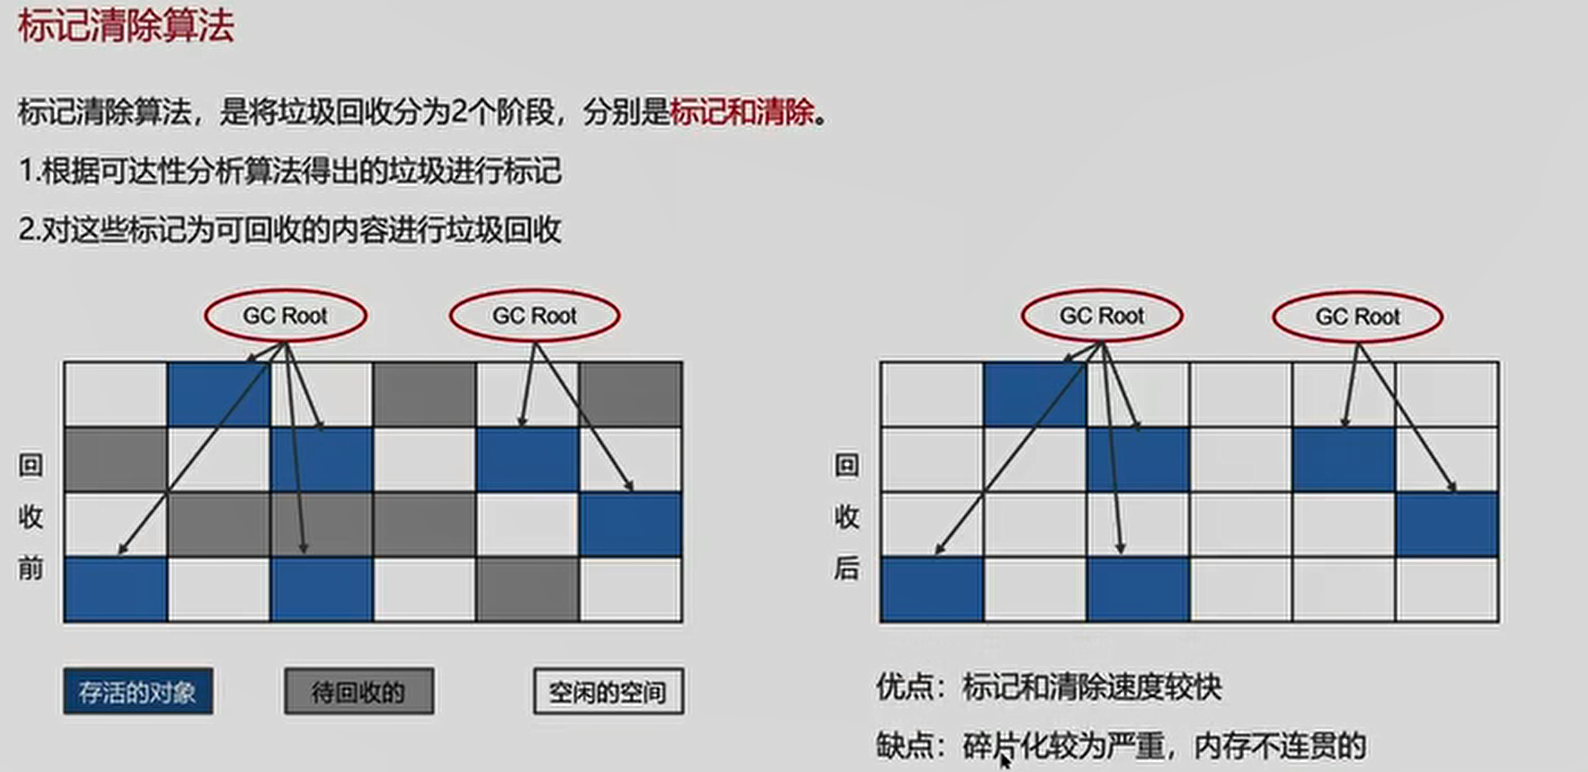 标记清除算法
标记清除算法，是将垃圾回收分为2个阶段，分别是标记和清除。
1.根据可达性分析算法得出的垃圾进行标记
2.对这些标记为可回收的内容进行垃圾回收
GC Root
GC Root
回收前
存活的对象
待回收的
空闲的空间
GC Root
GC Root
回收后
优点：标记和清除速度较快
缺点：碎片化较为严重，内存不连贯的